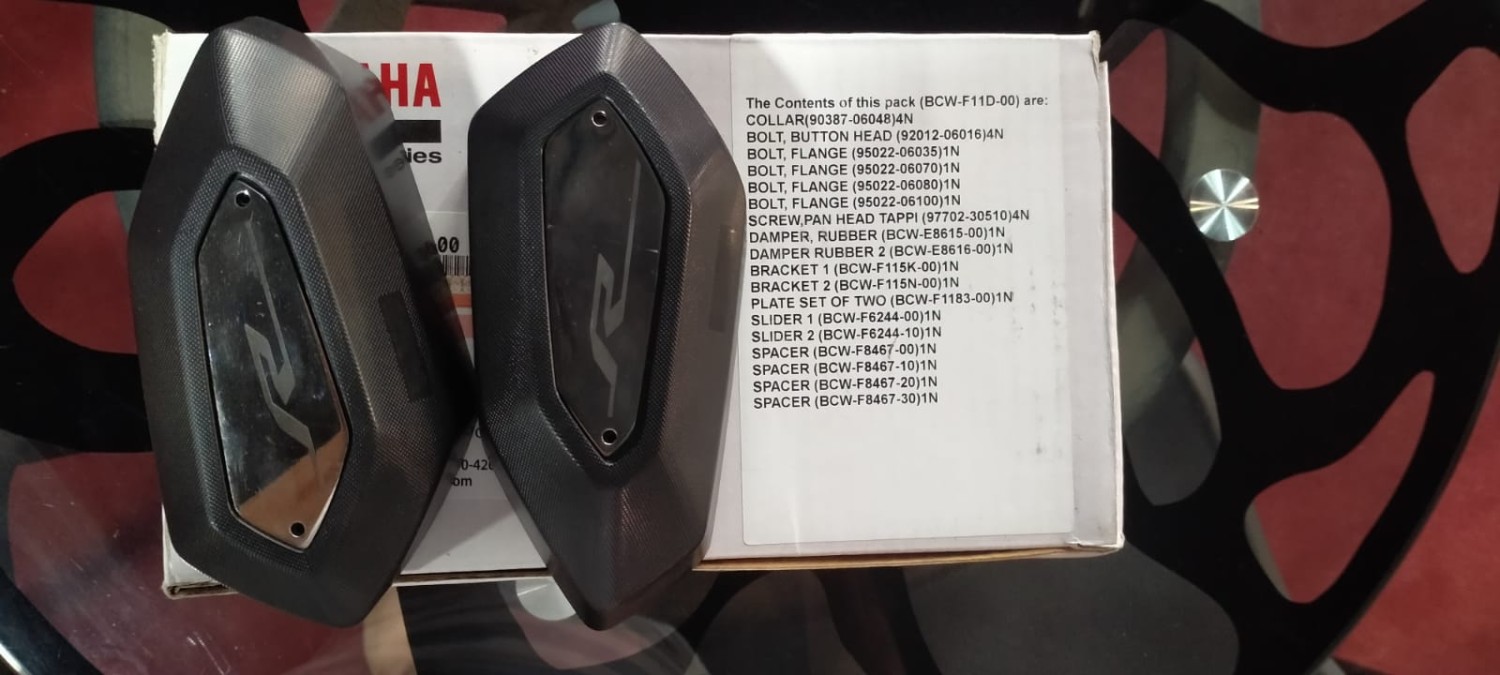 AHA
ies
00
0-426
om
The Contents of this pack (BCW-F11D-00) are:
COLLAR(90387-06048)4N
BOLT, BUTTON HEAD (92012-06016)4N
BOLT, FLANGE (95022-06035)1N
BOLT, FLANGE (95022-06070)1N
BOLT, FLANGE (95022-06080)1N
BOLT, FLANGE (95022-06100)1N
SCREW,PAN HEAD TAPPI (97702-30510)4N
DAMPER, RUBBER (BCW-E8615-00)1N
DAMPER RUBBER 2 (BCW-E8616-00)1N
BRACKET 1 (BCW-F115K-00)1N
BRACKET 2 (BCW-F115N-00)1N
PLATE SET OF TWO (BCW-F1183-00)1N
SLIDER 1 (BCW-F6244-00)1N
SLIDER 2 (BCW-F6244-10)1N
SPACER (BCW-F8467-00)1N
SPACER (BCW-F8467-10)1N
SPACER (BCW-F8467-20)1N
SPACER (BCW-F8467-30)1N